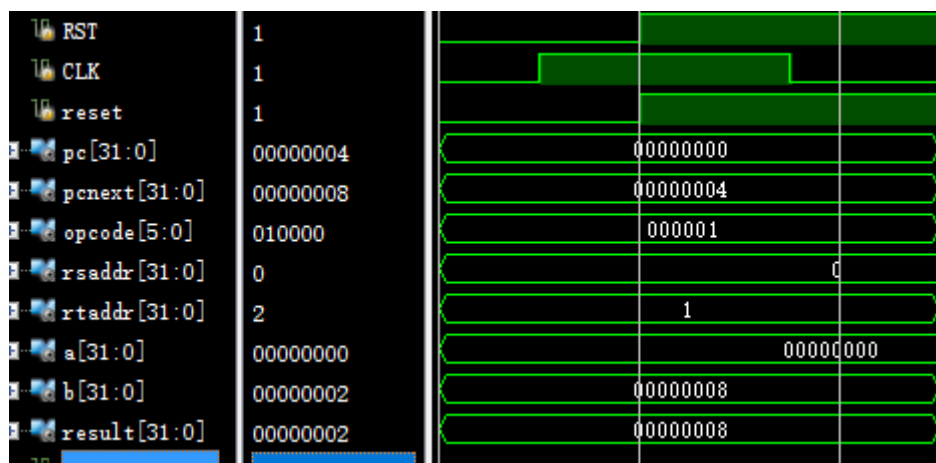 RST 1
CLK 1
reset 1
pc[31:0] 00000004 00000000
pcnext[31:0] 00000008 00000004
opcode[5:0] 010000 000001
rsaddr[31:0] 0 0
rtaddr[31:0] 2 1
a[31:0] 00000000 00000000
b[31:0] 00000002 00000008
result[31:0] 00000002 00000008